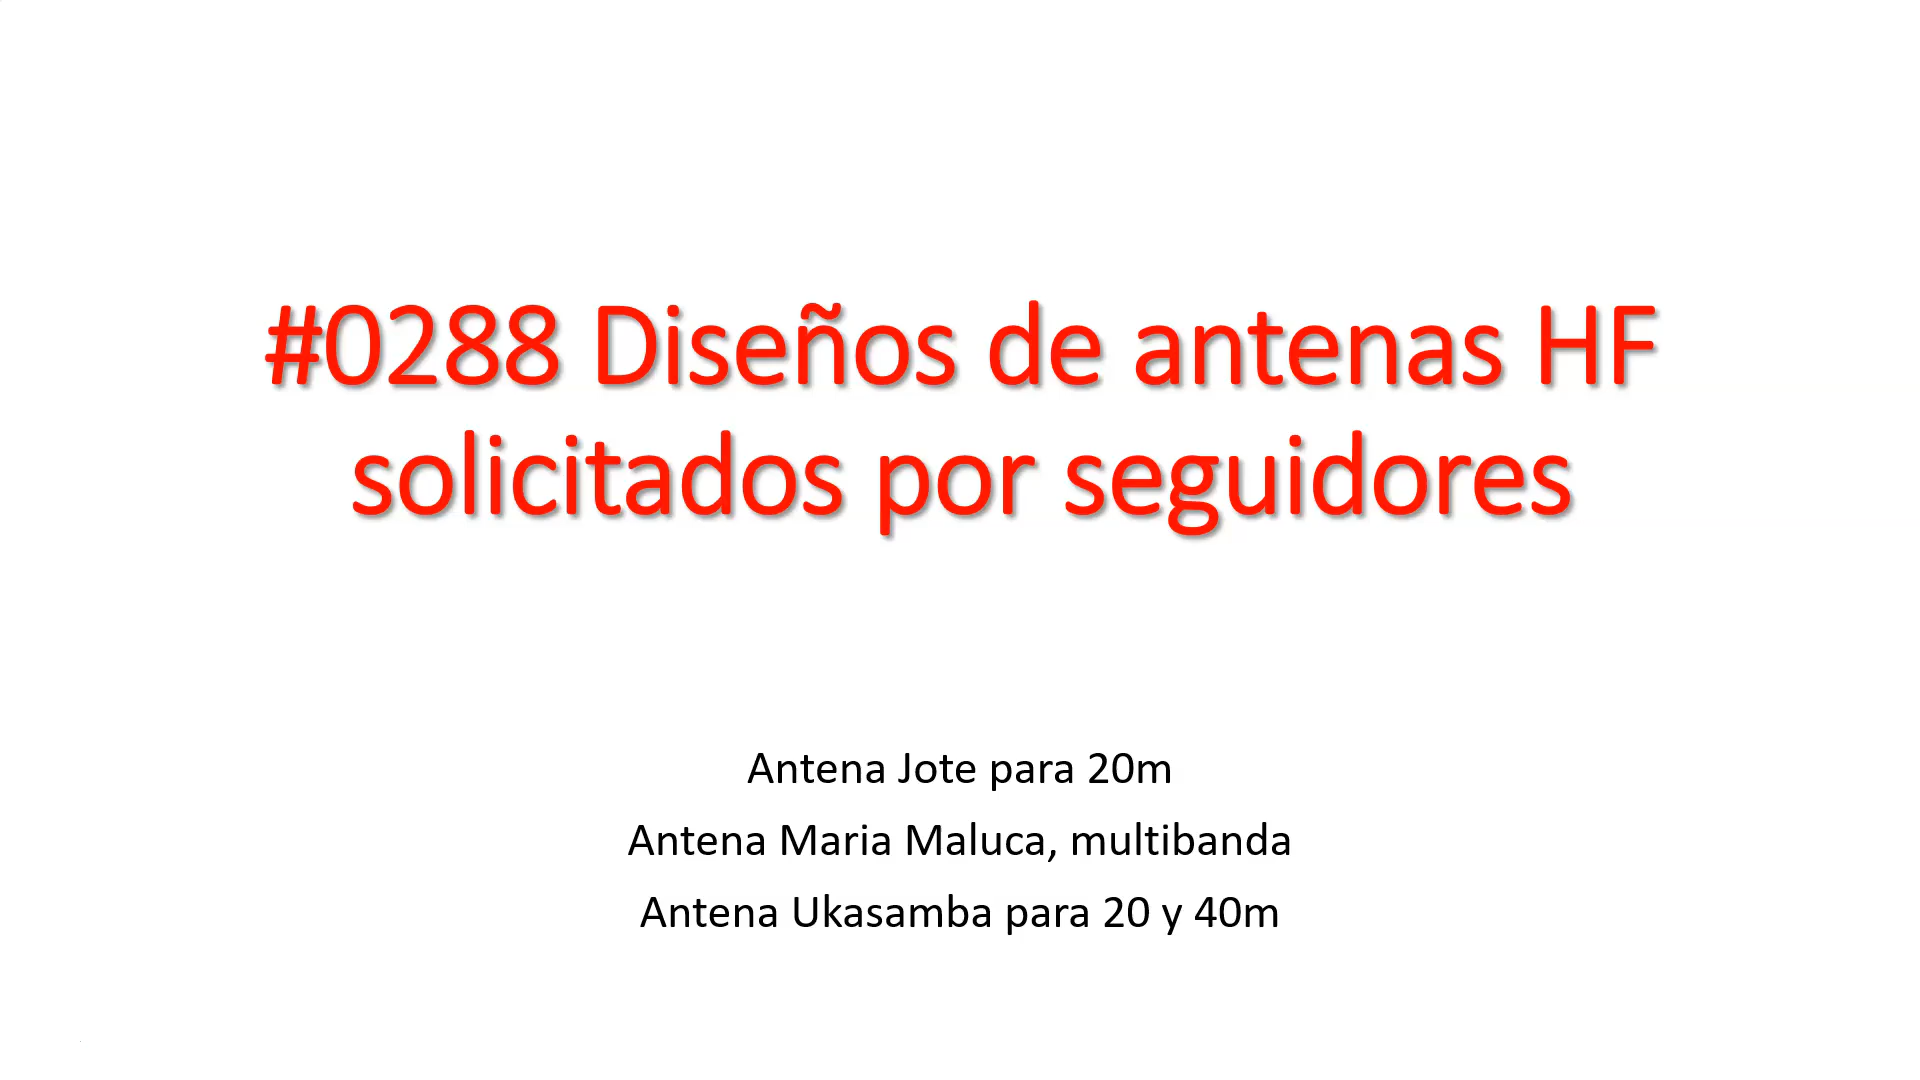 #0288 Diseños de antenas HF
solicitados por seguidores
Antena Jote para 20m
Antena Maria Maluca, multibanda
Antena Ukasamba para 20 y 40m